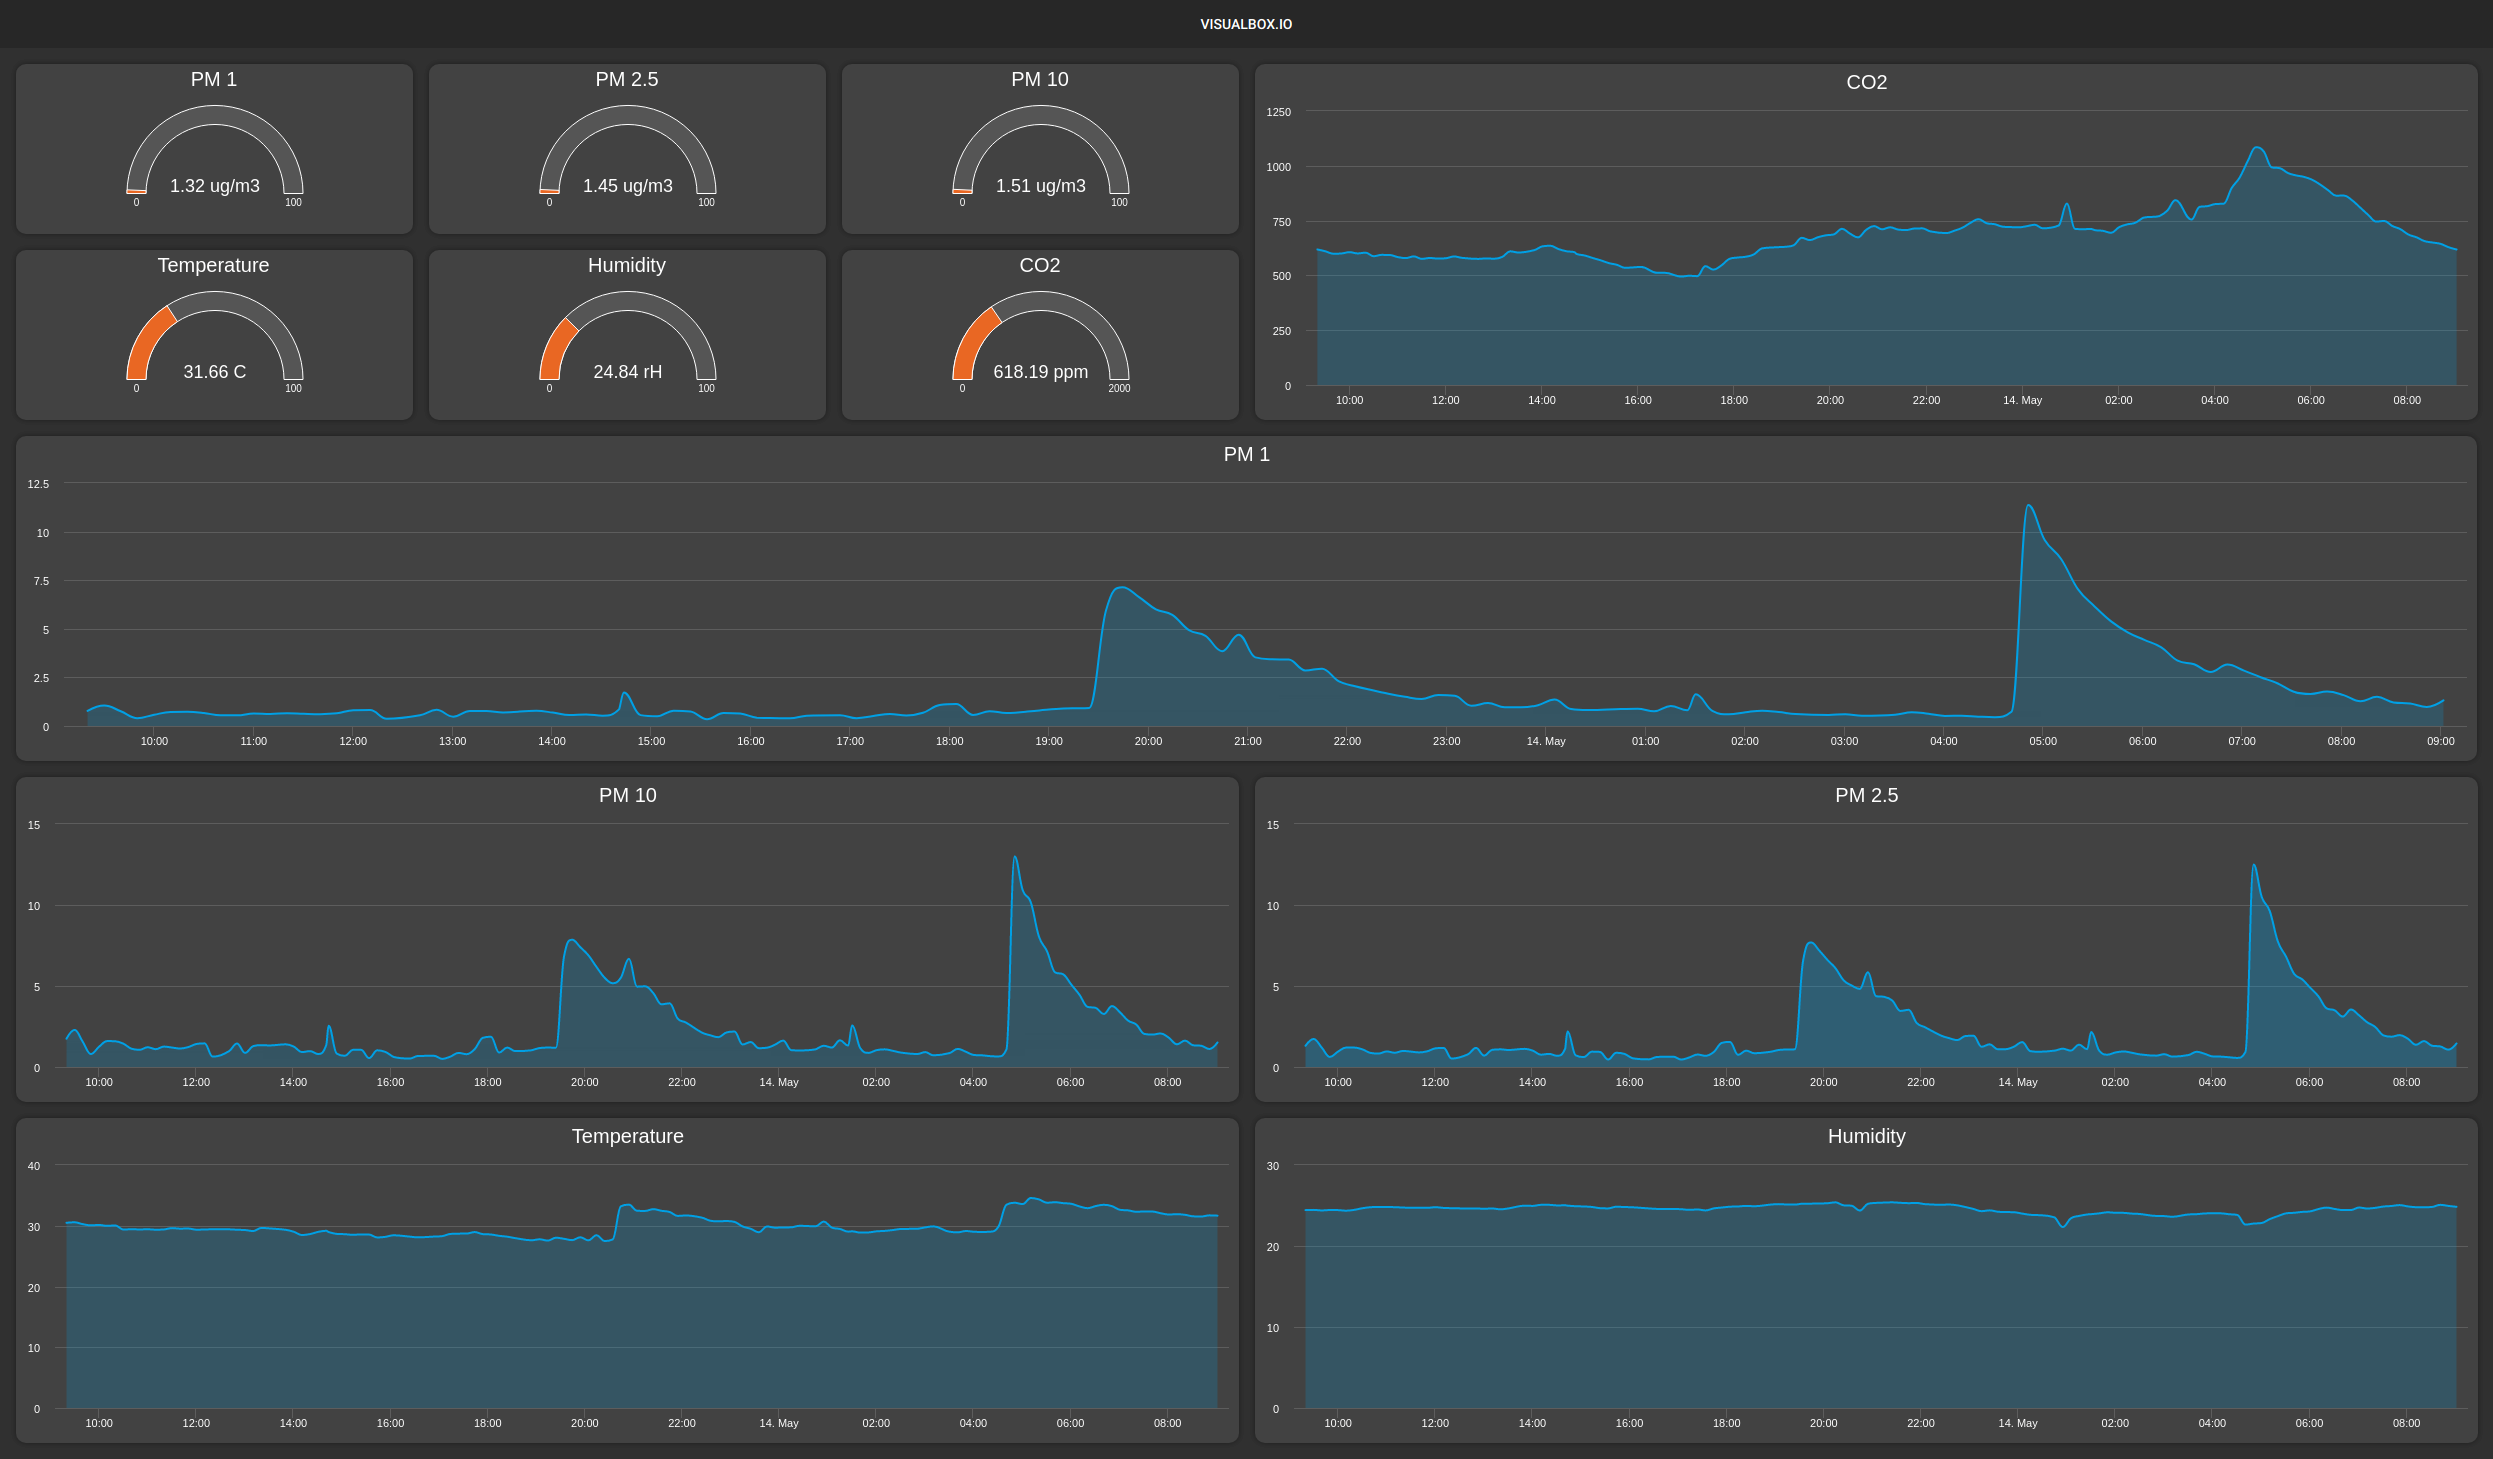 VISUALBOX.IO
PM 1
1.32 ug/m3
0 100
PM 2.5
1.45 ug/m3
0 100
PM 10
1.51 ug/m3
0 100
Temperature
31.66 C
0 100
Humidity
24.84 rH
0 100
CO2
618.19 ppm
0 2000
CO2
1250
1000
750
500
250
0
10:00 12:00 14:00 16:00 18:00 20:00 22:00 14. May 02:00 04:00 06:00 08:00
PM 1
12.5
10
7.5
5
2.5
0
10:00 11:00 12:00 13:00 14:00 15:00 16:00 17:00 18:00 19:00 20:00 21:00 22:00 23:00 14. May 01:00 02:00 03:00 04:00 05:00 06:00 07:00 08:00 09:00
PM 10
15
10
5
0
10:00 12:00 14:00 16:00 18:00 20:00 22:00 14. May 02:00 04:00 06:00 08:00
PM 2.5
15
10
5
0
10:00 12:00 14:00 16:00 18:00 20:00 22:00 14. May 02:00 04:00 06:00 08:00
Temperature
40
30
20
10
0
10:00 12:00 14:00 16:00 18:00 20:00 22:00 14. May 02:00 04:00 06:00 08:00
Humidity
30
20
10
0
10:00 12:00 14:00 16:00 18:00 20:00 22:00 14. May 02:00 04:00 06:00 08:00